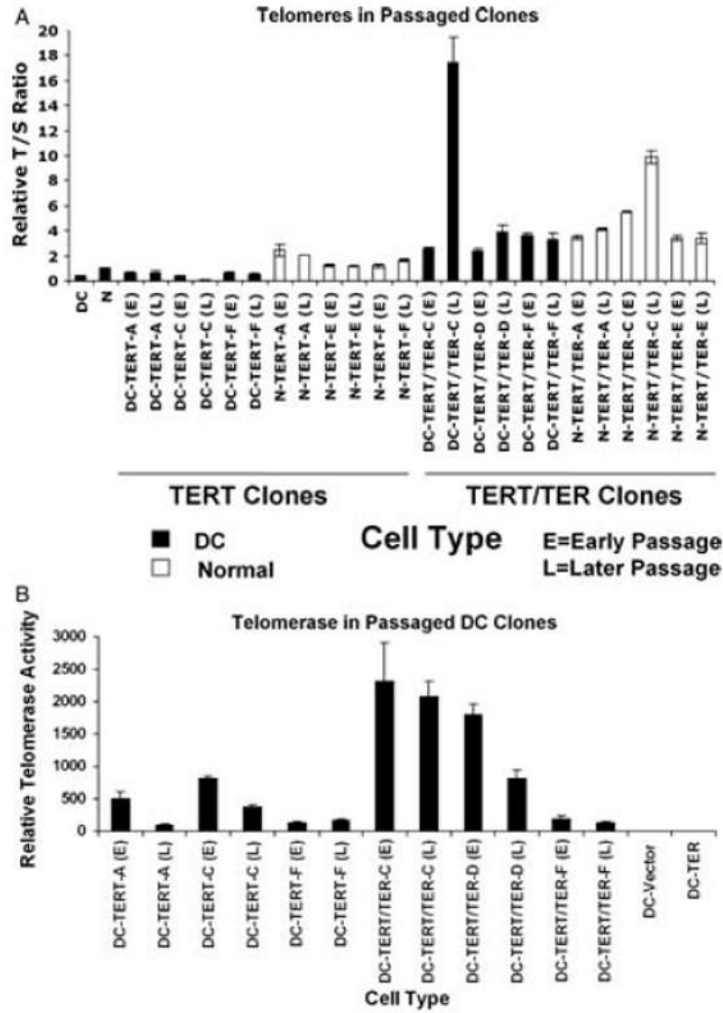 A
Telomeres in Passaged Clones
Relative T/S Ratio
20
18
16
14
12
10
8
6
4
2
0
DC
N
DC-TERT-A (E)
DC-TERT-A (L)
DC-TERT-C (E)
DC-TERT-C (L)
DC-TERT-F (E)
DC-TERT-F (L)
N-TERT-A (E)
N-TERT-A (L)
N-TERT-E (E)
N-TERT-E (L)
N-TERT-F (E)
N-TERT-F (L)
DC-TERT/TER-C (E)
DC-TERT/TER-C (L)
DC-TERT/TER-D (E)
DC-TERT/TER-D (L)
DC-TERT/TER-F (E)
DC-TERT/TER-F (L)
N-TERT/TER-A (E)
N-TERT/TER-A (L)
N-TERT/TER-C (E)
N-TERT/TER-C (L)
N-TERT/TER-E (E)
N-TERT/TER-E (L)
TERT Clones
TERT/TER Clones
DC
Normal
Cell Type
E=Early Passage
L=Later Passage
B
Telomerase in Passaged DC Clones
Relative Telomerase Activity
3000
2500
2000
1500
1000
500
0
DC-TERT-A (E)
DC-TERT-A (L)
DC-TERT-C (E)
DC-TERT-C (L)
DC-TERT-F (E)
DC-TERT-F (L)
DC-TERT/TER-C (E)
DC-TERT/TER-C (L)
DC-TERT/TER-D (E)
DC-TERT/TER-D (L)
DC-TERT/TER-F (E)
DC-TERT/TER-F (L)
DC-Vector
DC-TER
Cell Type